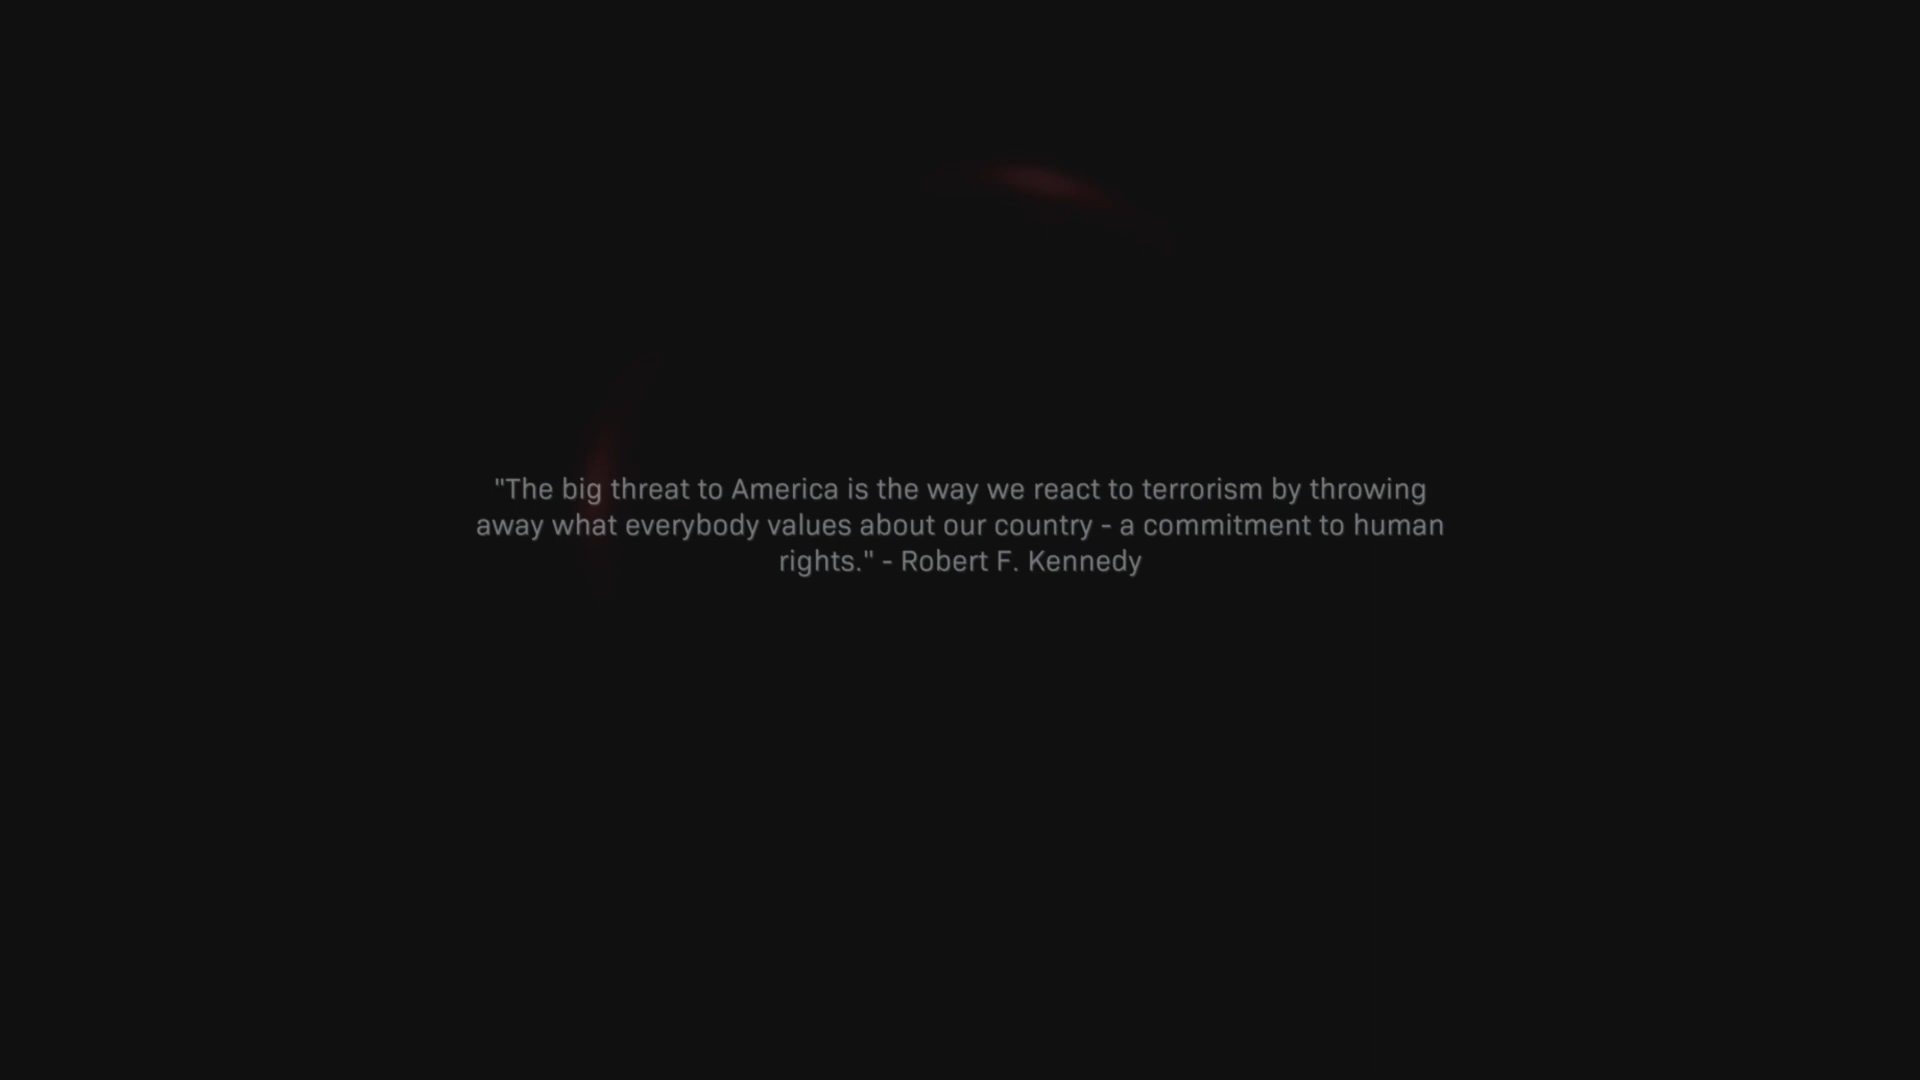 "The big threat to America is the way we react to terrorism by throwing
away what everybody values about our country - a commitment to human
rights." - Robert F. Kennedy